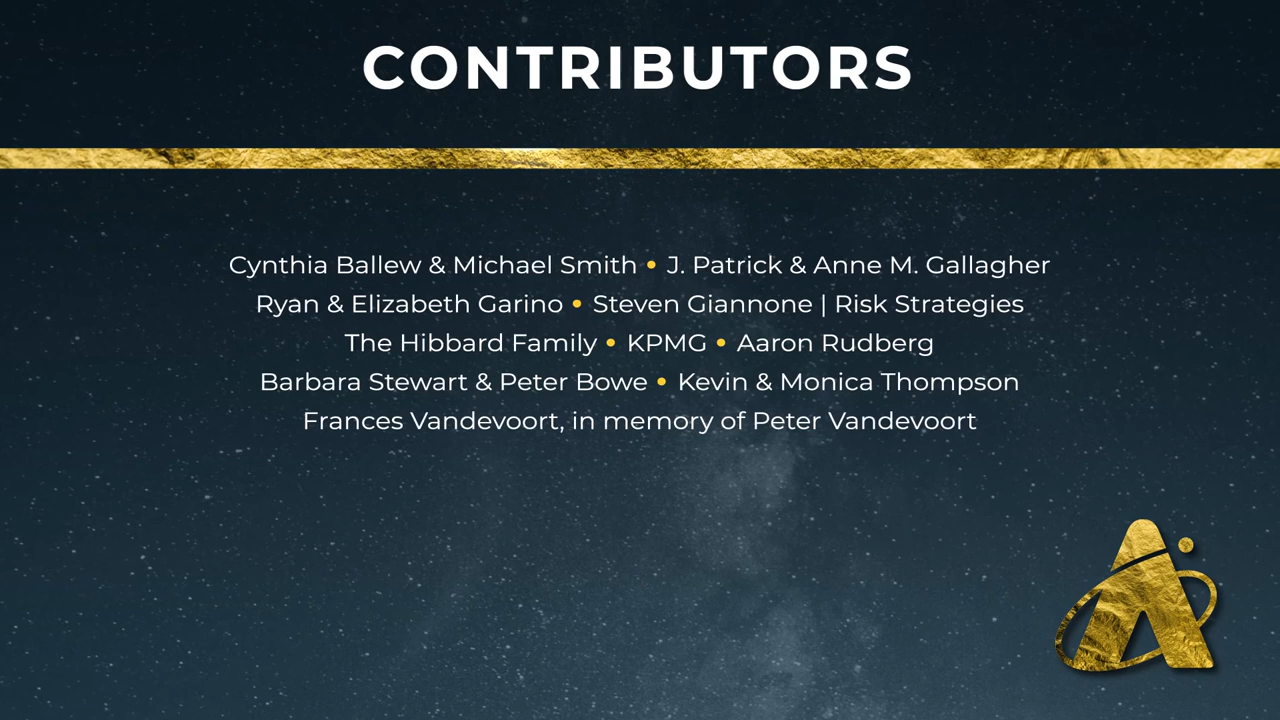 CONTRIBUTORS
Cynthia Ballew & Michael Smith • J. Patrick & Anne M. Gallagher
Ryan & Elizabeth Garino • Steven Giannone | Risk Strategies
The Hibbard Family • KPMG • Aaron Rudberg
Barbara Stewart & Peter Bowe • Kevin & Monica Thompson
Frances Vandevoort, in memory of Peter Vandevoort